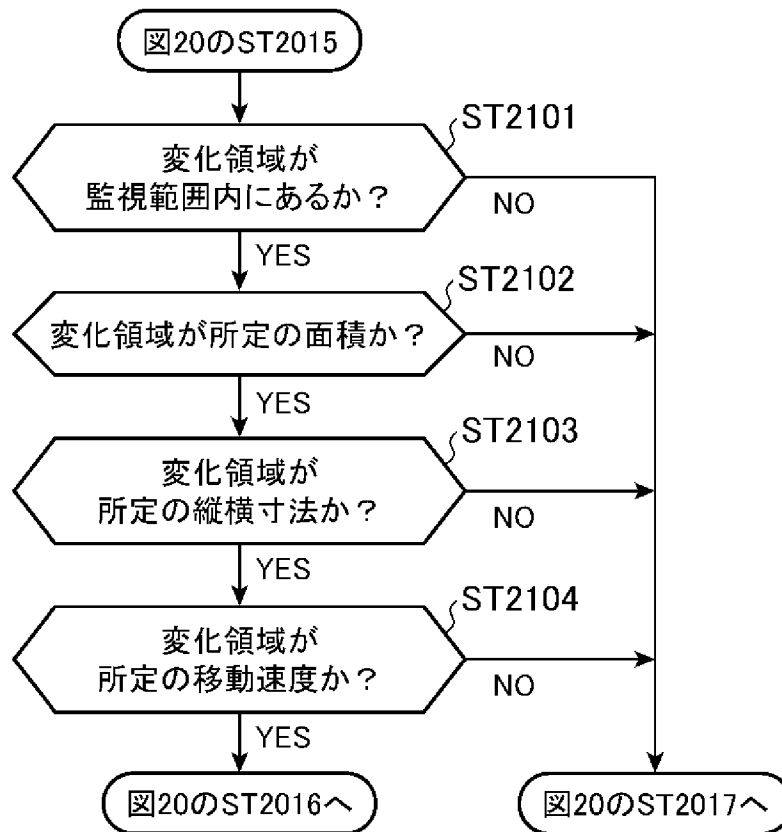 図20のST2015
ST2101
変化領域が
監視範囲内にあるか？
NO
YES
ST2102
変化領域が所定の面積か？
NO
YES
ST2103
変化領域が
所定の縦横寸法か？
NO
YES
ST2104
変化領域が
所定の移動速度か？
NO
YES
図20のST2016へ
図20のST2017へ